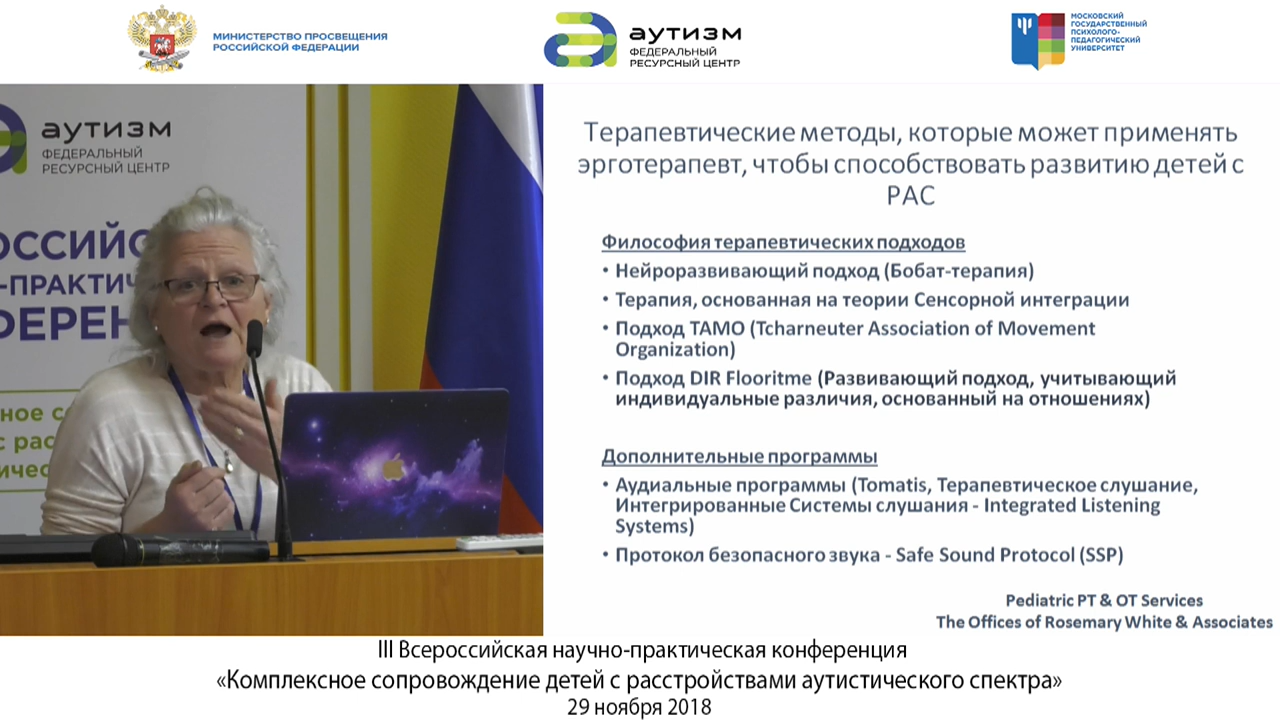 МИНИСТЕРСТВО ПРОСВЕЩЕНИЯ
РОССИЙСКОЙ ФЕДЕРАЦИИ
аутизм
ФЕДЕРАЛЬНЫЙ
РЕСУРСНЫЙ ЦЕНТР
МОСКОВСКИЙ
ГОСУДАРСТВЕННЫЙ
ПСИХОЛОГО-
ПЕДАГОГИЧЕСКИЙ
УНИВЕРСИТЕТ
аутизм
ФЕДЕРАЛЬНЫЙ
РЕСУРСНЫЙ ЦЕНТР
Терапевтические методы, которые может применять
эрготерапевт, чтобы способствовать развитию детей с
РАС
Философия терапевтических подходов
• Нейроразвивающий подход (Бобат-терапия)
• Терапия, основанная на теории Сенсорной интеграции
• Подход TAMO (Tcharneuter Association of Movement
Organization)
• Подход DIR Flooritme (Развивающий подход, учитывающий
индивидуальные различия, основанный на отношениях)
Дополнительные программы
• Аудиальные программы (Tomatis, Терапевтическое слушание,
Интегрированные Системы слушания - Integrated Listening
Systems)
• Протокол безопасного звука - Safe Sound Protocol (SSP)
Pediatric PT & OT Services
The Offices of Rosemary White & Associates
III Всероссийская научно-практическая конференция
«Комплексное сопровождение детей с расстройствами аутистического спектра»
29 ноября 2018